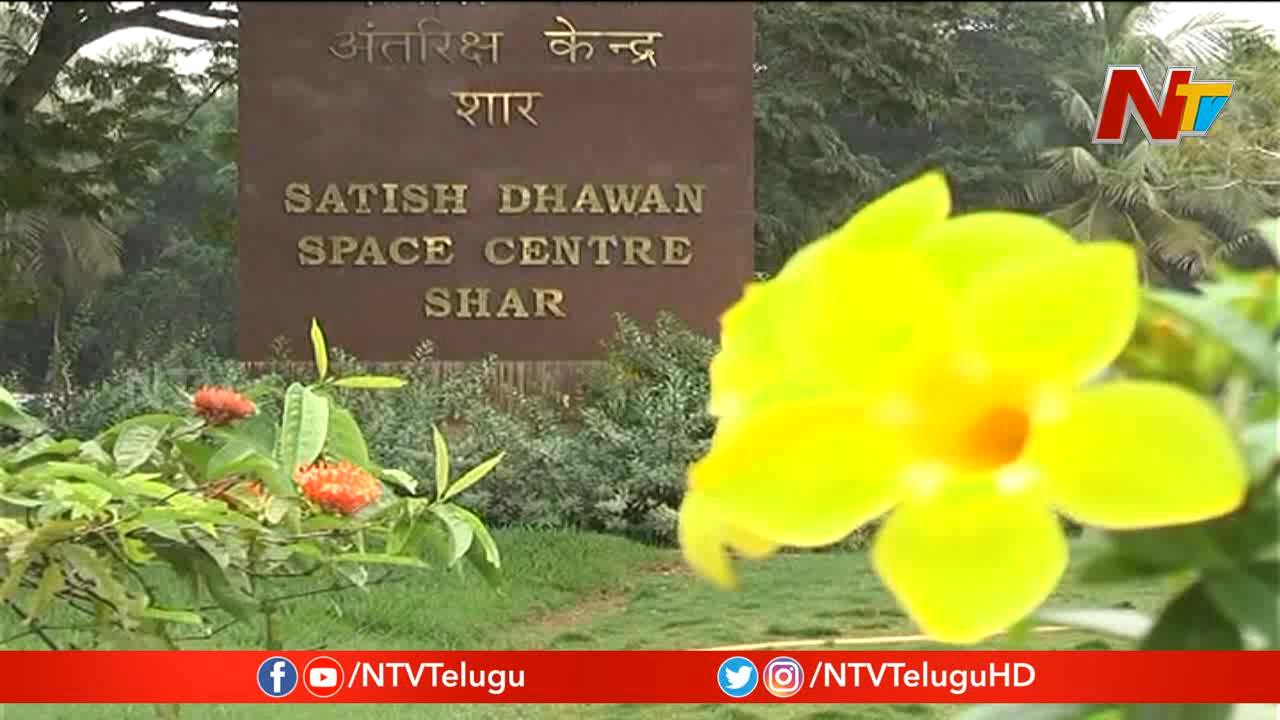 अंतरिक्ष केन्द्र
शार
SATISH DHAWAN
SPACE CENTRE
SHAR
NTV
/NTVTelugu
/NTVTeluguHD